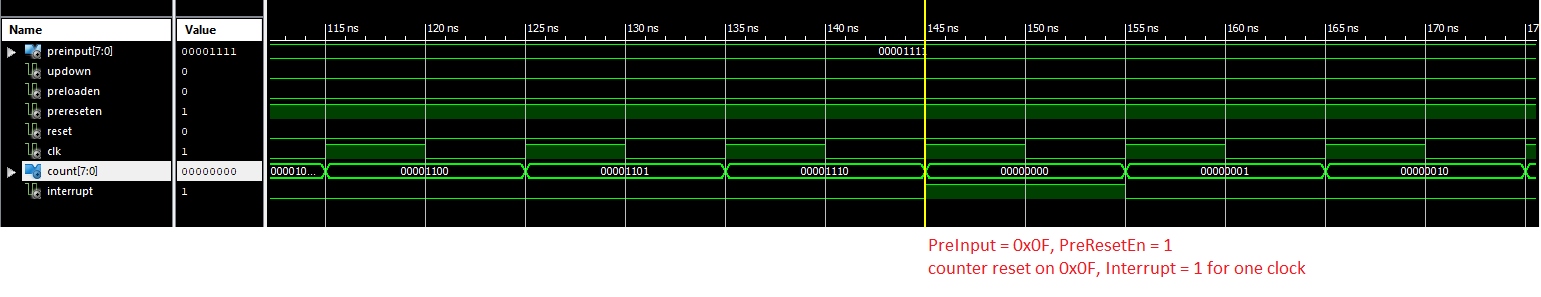 Name Value
115 ns 120 ns 125 ns 130 ns 135 ns 140 ns 145 ns 150 ns 155 ns 160 ns 165 ns 170 ns 17
preinput[7:0] 00001111 00001111
updown 0
preloaden 0
prereseten 1
reset 0
clk 1
count[7:0] 00000000 000010... 00001100 00001101 00001110 00000000 00000001 00000010
interrupt 1
PreInput = 0x0F, PreResetEn = 1
counter reset on 0x0F, Interrupt = 1 for one clock